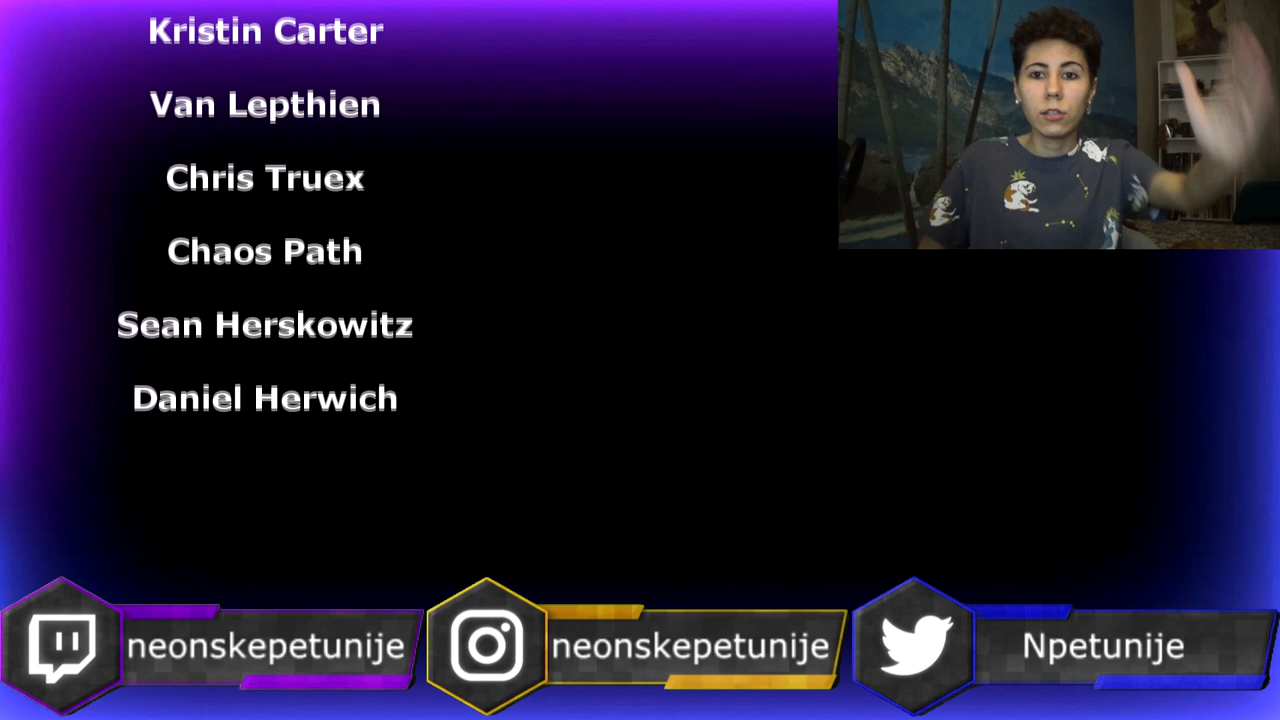 Kristin Carter
Van Lepthien
Chris Truex
Chaos Path
Sean Herskowitz
Daniel Herwich
neonskepetunije
neonskepetunije
Npetunije